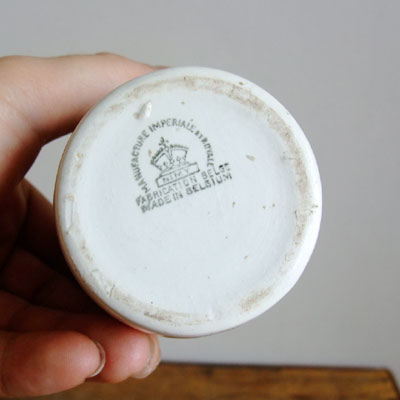 MANUFACTURE IMPERIALE ET ROYALE
NIMY
FABRICATION BELGE
MADE IN BELGIUM